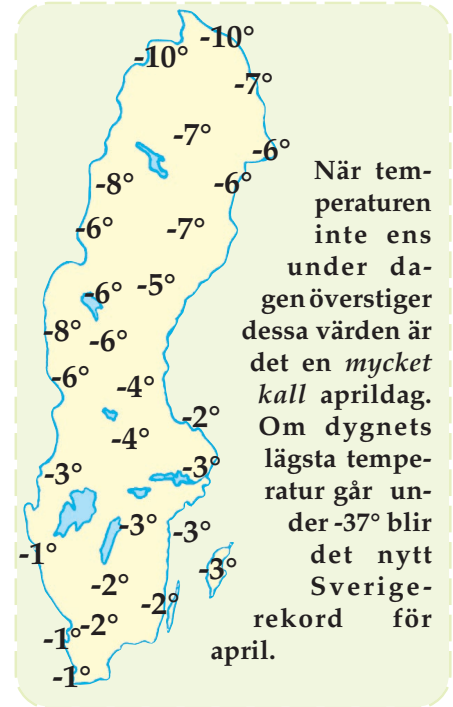 -10°
-10°
-7°
-7°
-6°
-8°
-6°
-6°
-7°
-6°
-5°
-8°
-6°
-6°
-4°
-2°
-4°
-3°
-3°
-3°
-3°
-1°
-3°
-2°
-2°
-2°
-1°
-1°
När tem-
peraturen
inte ens
under da-
gen överstiger
dessa värden är
det en mycket
kall aprildag.
Om dygnets
lägsta tempe-
ratur går un-
der -37° blir
det nytt
Sverige-
rekord för
april.